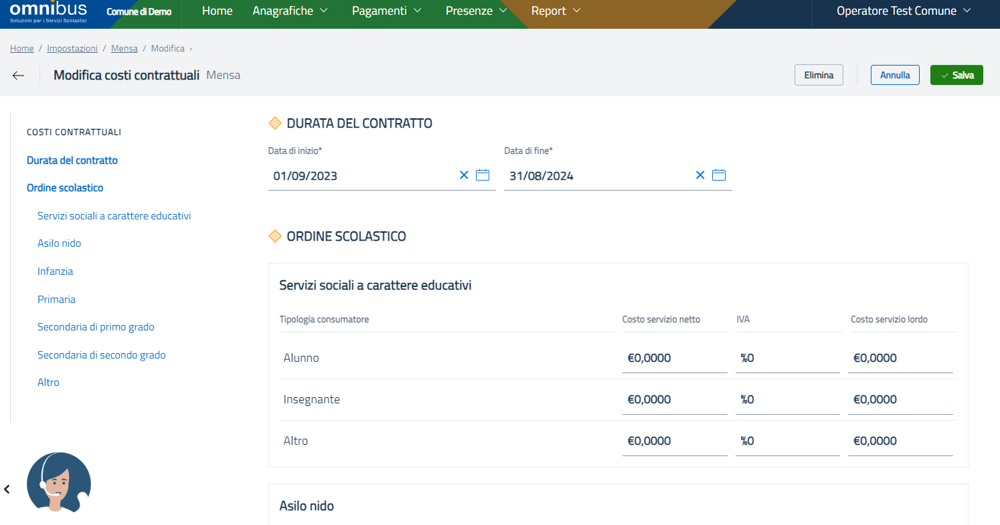 omnibus
Soluzioni per i Servizi Scolastici
Comune di Demo
Home Anagrafiche Pagamenti Presenze Report Operatore Test Comune
Home / Impostazioni / Mensa / Modifica ›
Modifica costi contrattuali Mensa
Elimina Annulla Salva
COSTI CONTRATTUALI
Durata del contratto
Ordine scolastico
Servizi sociali a carattere educativi
Asilo nido
Infanzia
Primaria
Secondaria di primo grado
Secondaria di secondo grado
Altro
DURATA DEL CONTRATTO
Data di inizio* Data di fine*
01/09/2023 31/08/2024
ORDINE SCOLASTICO
Servizi sociali a carattere educativi
Tipologia consumatore Costo servizio netto IVA Costo servizio lordo
Alunno €0,0000 %0 €0,0000
Insegnante €0,0000 %0 €0,0000
Altro €0,0000 %0 €0,0000
Asilo nido